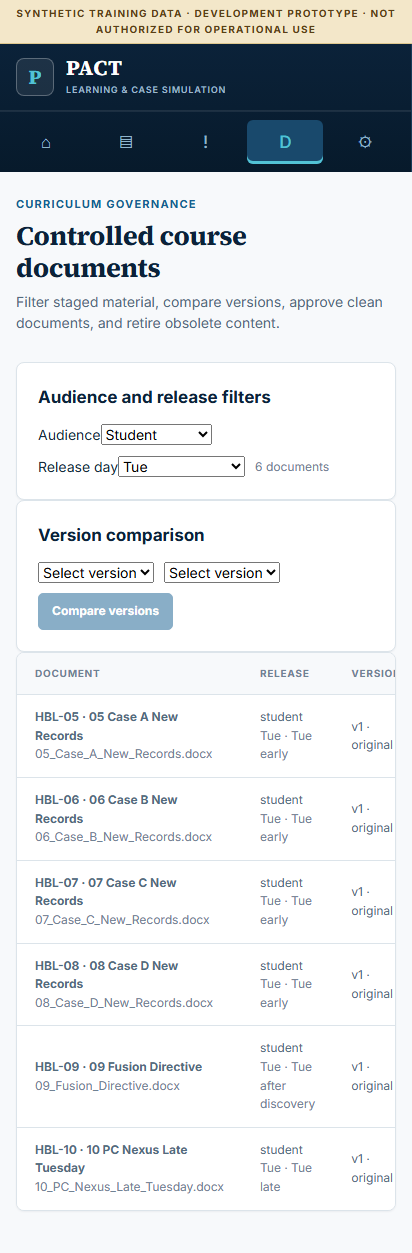 SYNTHETIC TRAINING DATA · DEVELOPMENT PROTOTYPE · NOT
AUTHORIZED FOR OPERATIONAL USE
P
PACT
LEARNING & CASE SIMULATION
! D
CURRICULUM GOVERNANCE
Controlled course
documents
Filter staged material, compare versions, approve clean
documents, and retire obsolete content.
Audience and release filters
Audience Student
Release day Tue 6 documents
Version comparison
Select version Select version
Compare versions
DOCUMENT RELEASE VERSION
HBL-05 · 05 Case A New
Records
05_Case_A_New_Records.docx
student
Tue · Tue
early
v1 ·
original
HBL-06 · 06 Case B New
Records
06_Case_B_New_Records.docx
student
Tue · Tue
early
v1 ·
original
HBL-07 · 07 Case C New
Records
07_Case_C_New_Records.docx
student
Tue · Tue
early
v1 ·
original
HBL-08 · 08 Case D New
Records
08_Case_D_New_Records.docx
student
Tue · Tue
early
v1 ·
original
HBL-09 · 09 Fusion Directive
09_Fusion_Directive.docx
student
Tue · Tue
after
discovery
v1 ·
original
HBL-10 · 10 PC Nexus Late
Tuesday
10_PC_Nexus_Late_Tuesday.docx
student
Tue · Tue
late
v1 ·
original